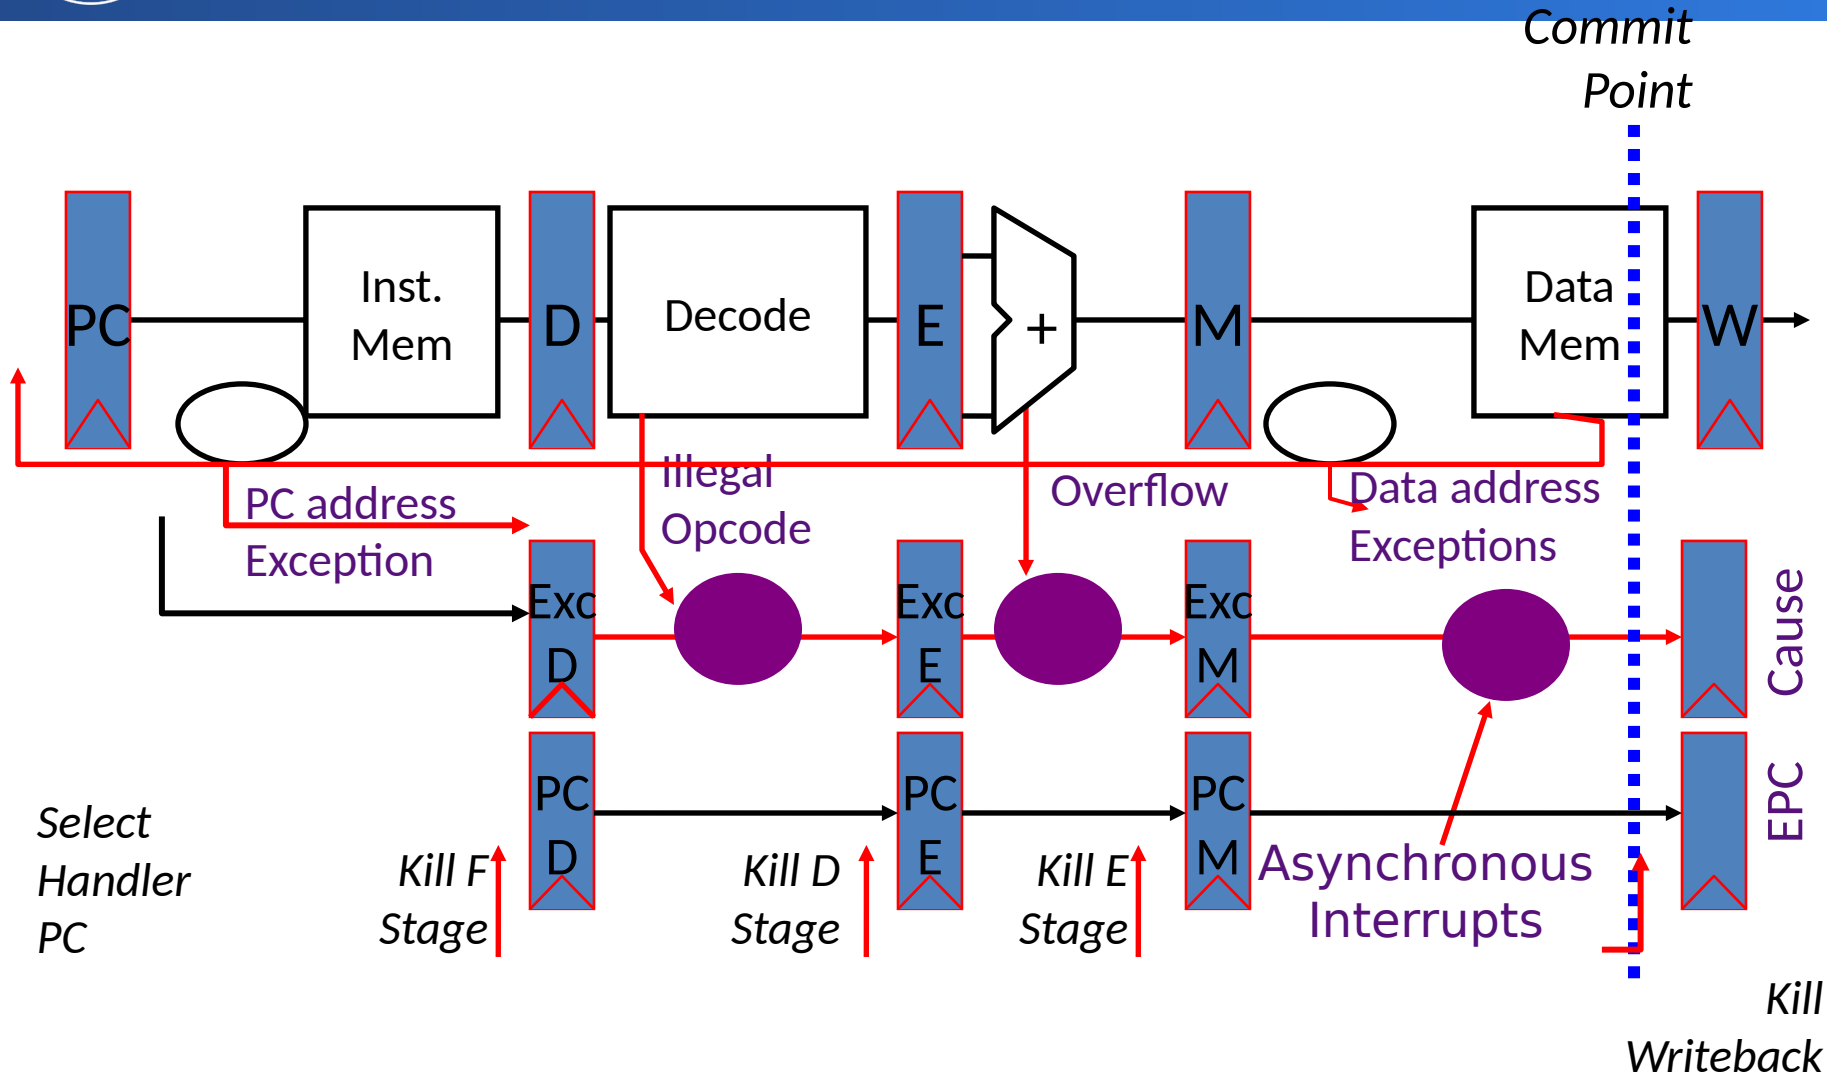 Commit
Point
PC
Inst.
Mem
D
Decode
E
+
M
Data
Mem
W
PC address
Exception
Illegal
Opcode
Overflow
Data address
Exceptions
Exc
D
Exc
E
Exc
M
Cause
PC
D
PC
E
PC
M
EPC
Select
Handler
PC
Kill F
Stage
Kill D
Stage
Kill E
Stage
Asynchronous
Interrupts
Kill
Writeback